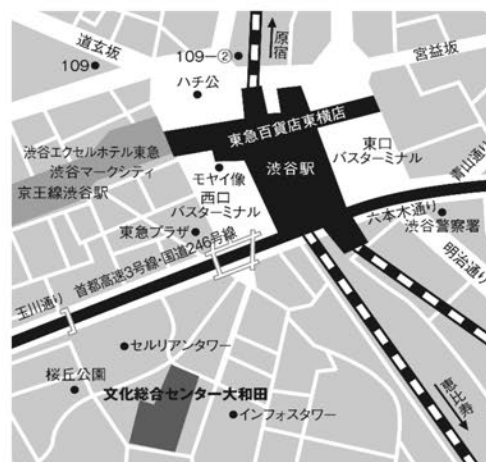 道玄坂
109
109-②
原宿
宮益坂
ハチ公
東急百貨店東横店
渋谷エクセルホテル東急
渋谷マークシティ
京王線渋谷駅
モヤイ像
西口
バスターミナル
渋谷駅
東口
バスターミナル
青山通り
六本木通り
渋谷警察署
明治通り
東急プラザ
首都高速3号線・国道246号線
玉川通り
セルリアンタワー
桜丘公園
文化総合センター大和田
インフォスタワー
恵比寿